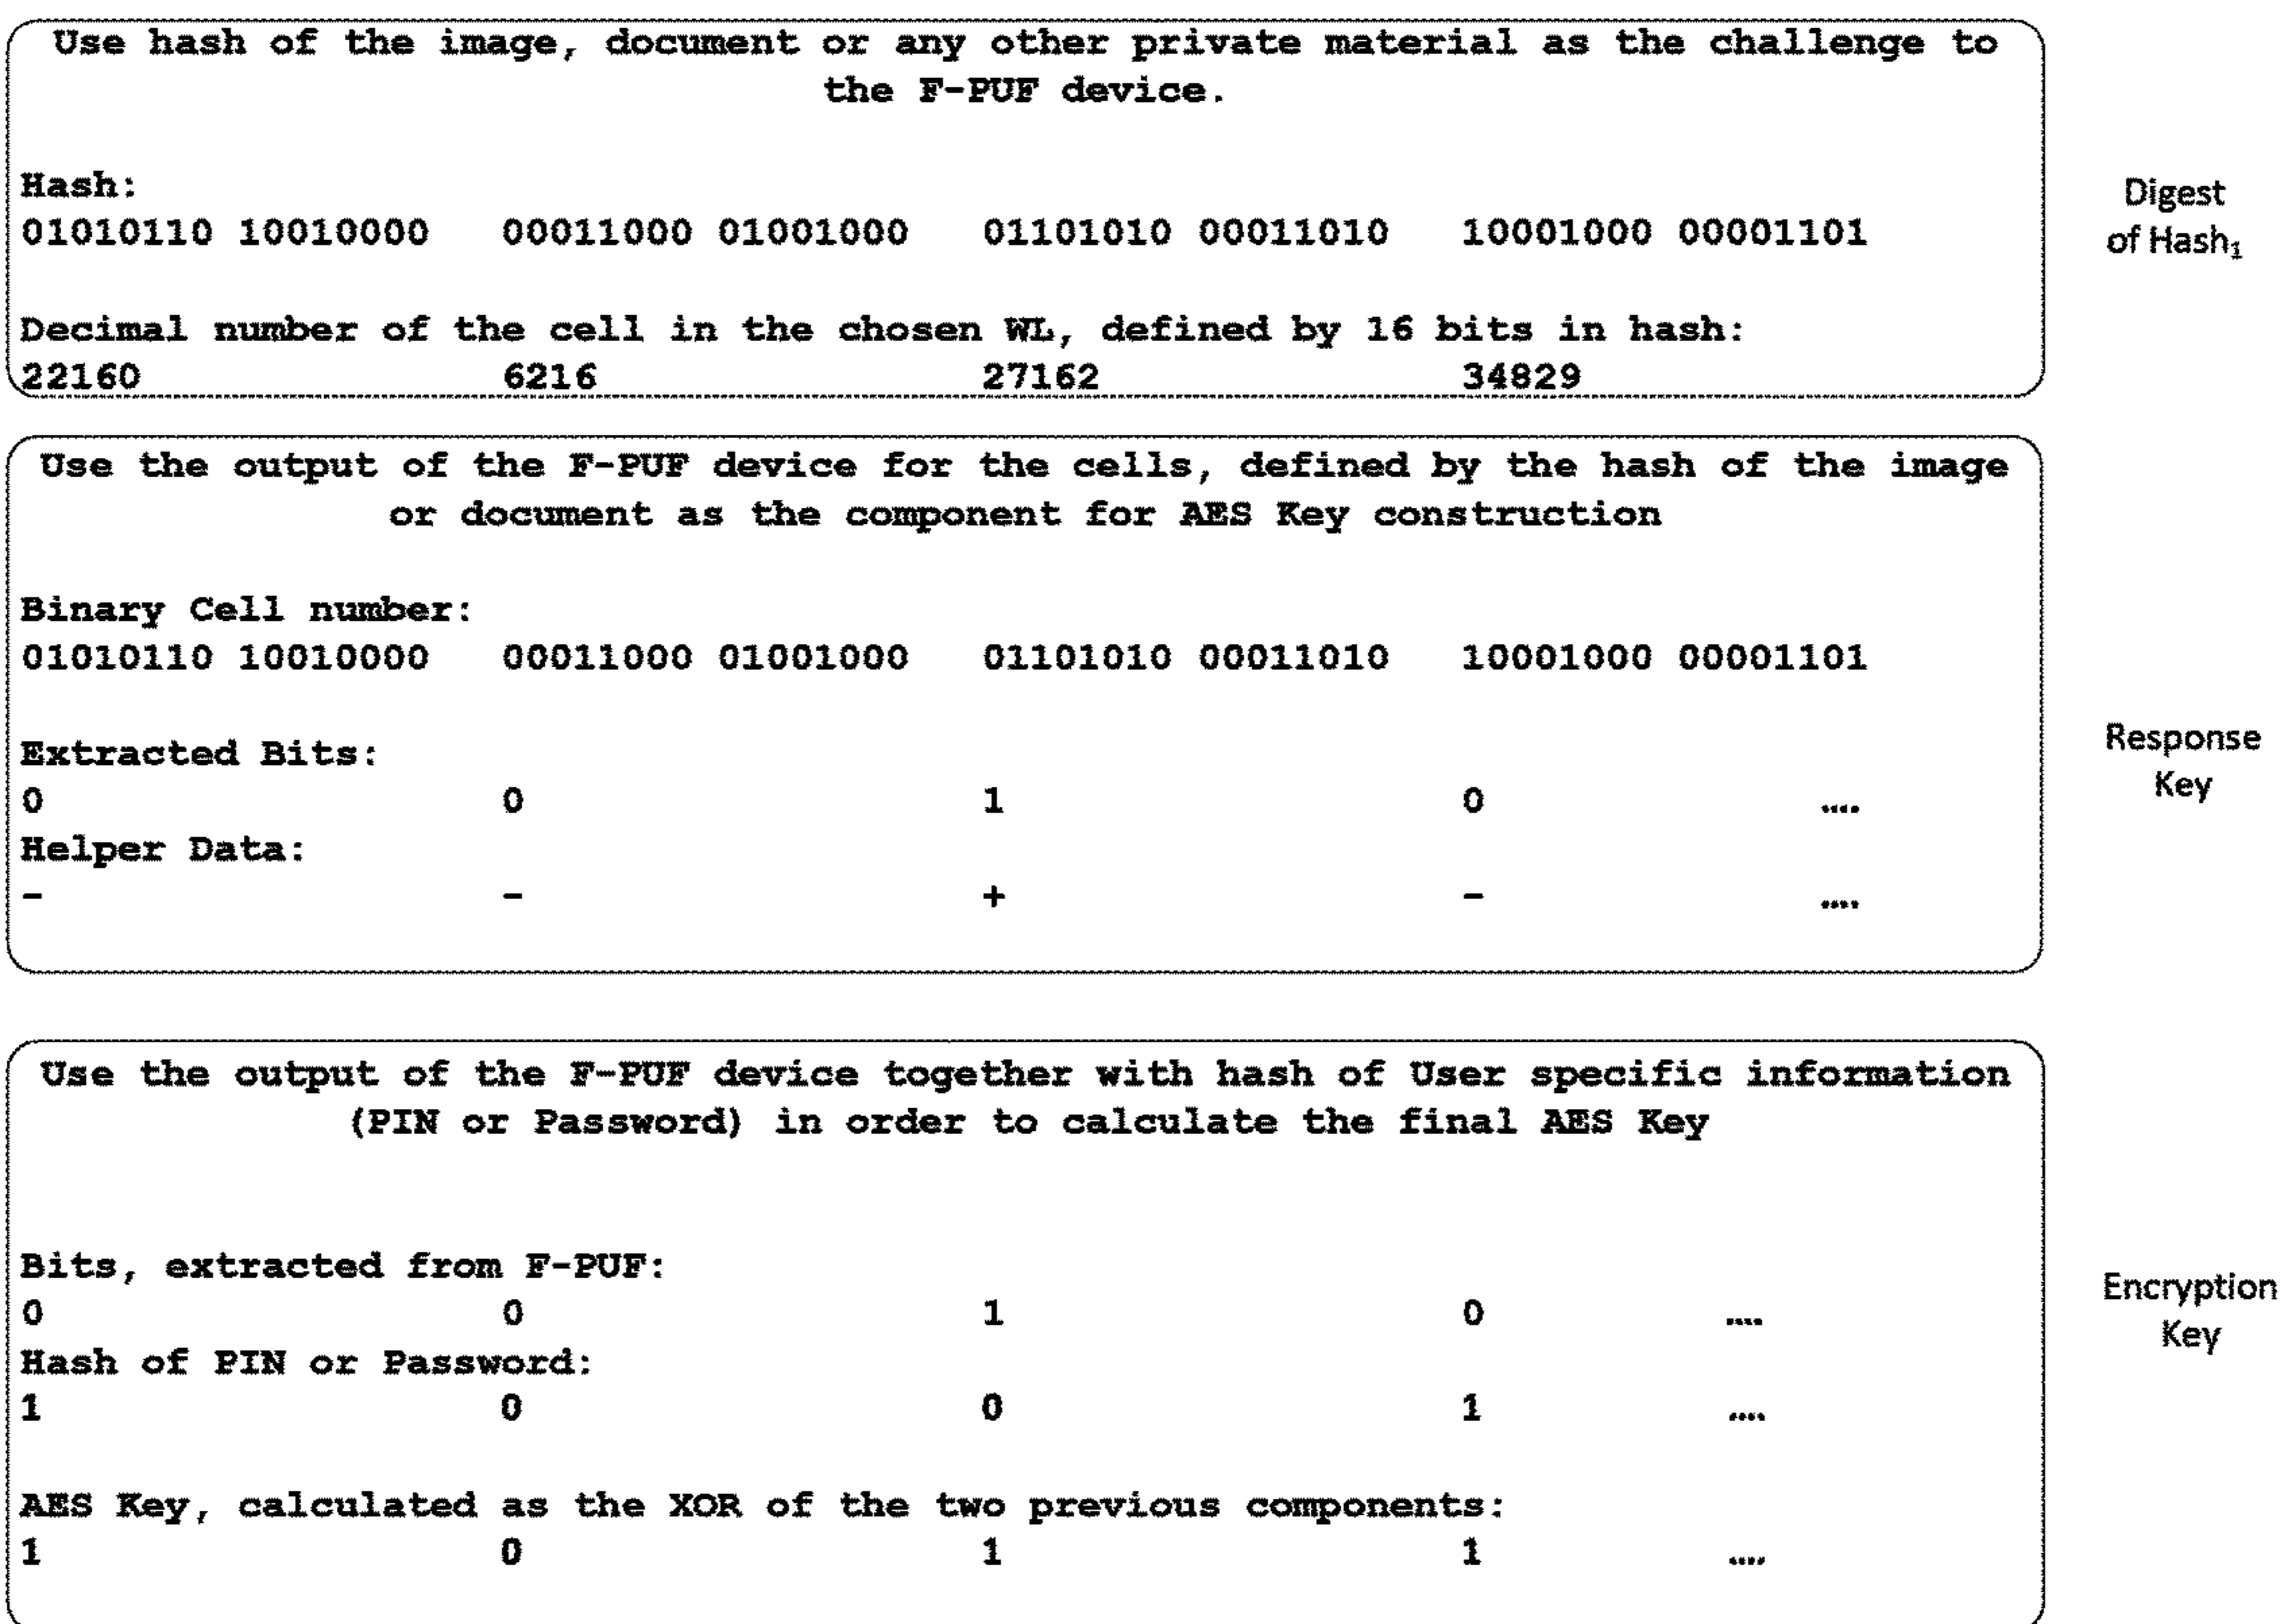 Use hash of the image, document or any other private material as the challenge to
the F-PUF device.
Hash:
01010110 10010000 00011000 01001000 01101010 00011010 10001000 00001101
Decimal number of the cell in the chosen WL, defined by 16 bits in hash:
22160 6216 27162 34829
Digest
of Hash₁
Use the output of the F-PUF device for the cells, defined by the hash of the image
or document as the component for AES Key construction
Binary Cell number:
01010110 10010000 00011000 01001000 01101010 00011010 10001000 00001101
Extracted Bits:
0 0 1 0 ....
Helper Data:
- - + - ....
Response
Key
Use the output of the F-PUF device together with hash of User specific information
(PIN or Password) in order to calculate the final AES Key
Bits, extracted from F-PUF:
0 0 1 0 ....
Hash of PIN or Password:
1 0 0 1 ....
AES Key, calculated as the XOR of the two previous components:
1 0 1 1 ....
Encryption
Key